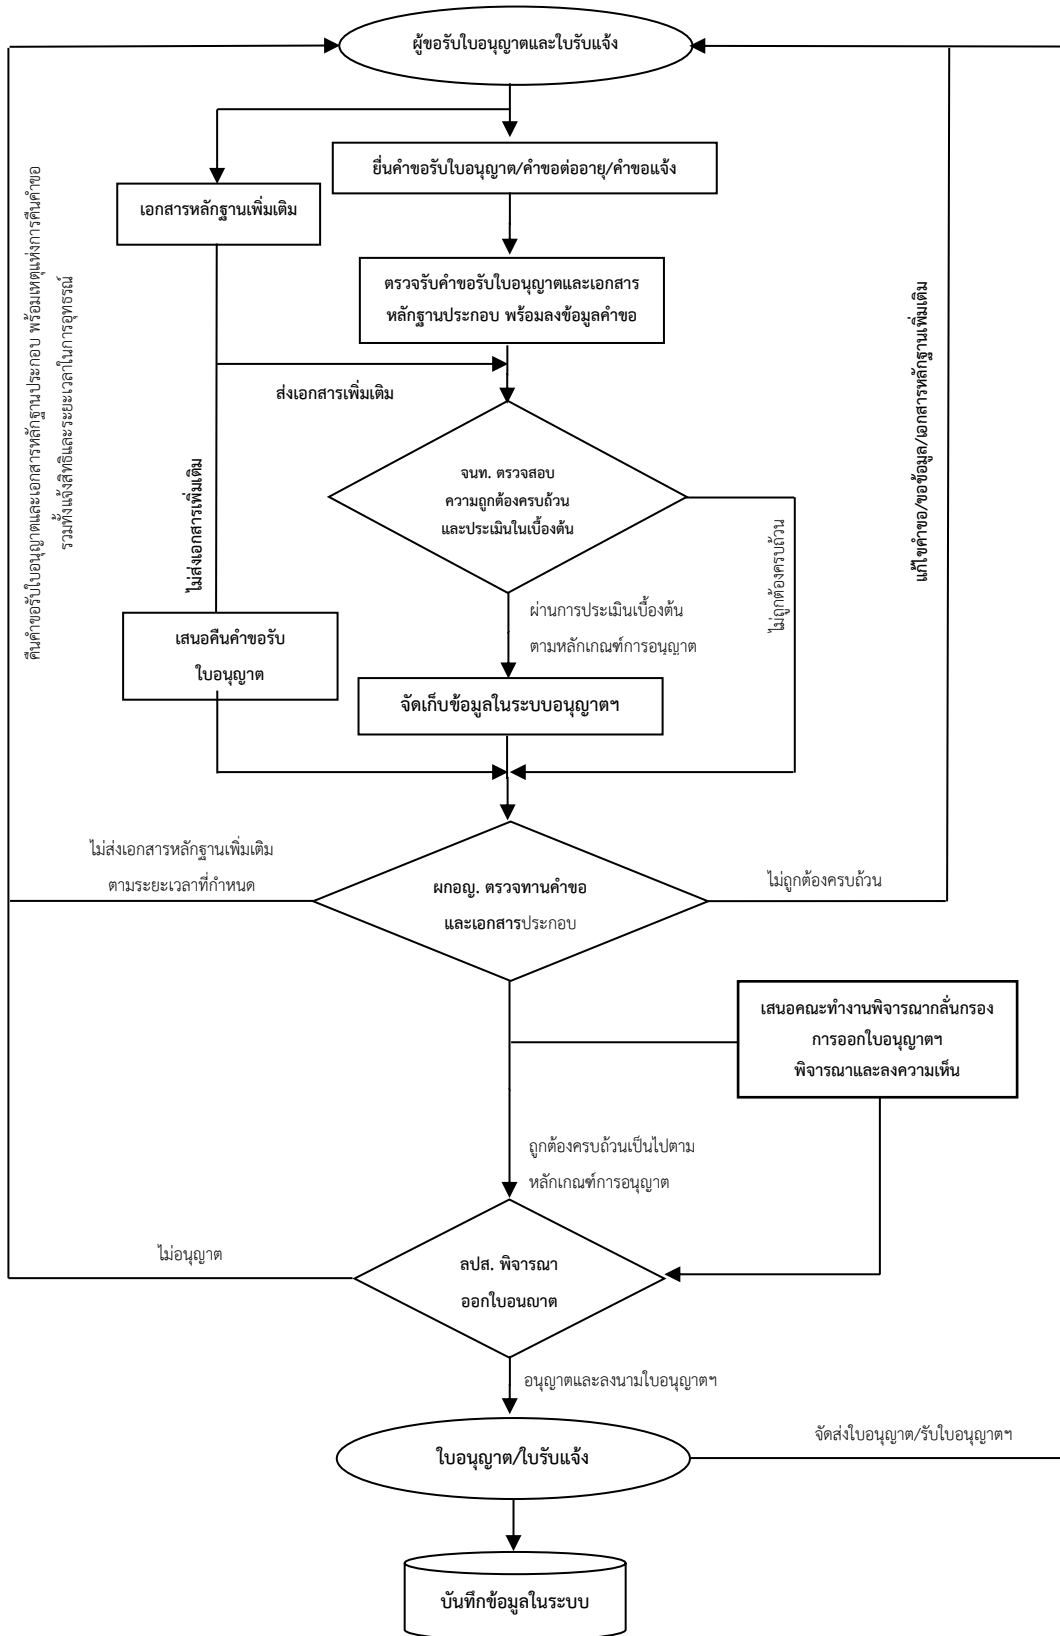 ผู้ขอรับใบอนุญาตและใบรับแจ้ง
ยื่นคำขอรับใบอนุญาต/คำขอต่ออายุ/คำขอแจ้ง
เอกสารหลักฐานเพิ่มเติม
ตรวจรับคำขอรับใบอนุญาตและเอกสาร
หลักฐานประกอบ พร้อมลงข้อมูลคำขอ
ส่งเอกสารเพิ่มเติม
คืนคำขอรับใบอนุญาตและเอกสารหลักฐานประกอบ พร้อมเหตุแห่งการคืนคำขอ
รวมทั้งแจ้งสิทธิและระยะเวลาในการอุทธรณ์
ไม่ส่งเอกสารเพิ่มเติม
จนท. ตรวจสอบ
ความถูกต้องครบถ้วน
และประเมินในเบื้องต้น
ไม่ถูกต้องครบถ้วน
แก้ไขคำขอ/ขอข้อมูล/เอกสารหลักฐานเพิ่มเติม
ผ่านการประเมินเบื้องต้น
ตามหลักเกณฑ์การอนุญาต
เสนอคืนคำขอรับ
ใบอนุญาต
จัดเก็บข้อมูลในระบบอนุญาตฯ
ไม่ส่งเอกสารหลักฐานเพิ่มเติม
ตามระยะเวลาที่กำหนด
ผกอญ. ตรวจทานคำขอ
และเอกสารประกอบ
ไม่ถูกต้องครบถ้วน
เสนอคณะทำงานพิจารณากลั่นกรอง
การออกใบอนุญาตฯ
พิจารณาและลงความเห็น
ถูกต้องครบถ้วนเป็นไปตาม
หลักเกณฑ์การอนุญาต
ไม่อนุญาต
ลปส. พิจารณา
ออกใบอนุญาต
อนุญาตและลงนามใบอนุญาตฯ
ใบอนุญาต/ใบรับแจ้ง
จัดส่งใบอนุญาต/รับใบอนุญาตฯ
บันทึกข้อมูลในระบบ